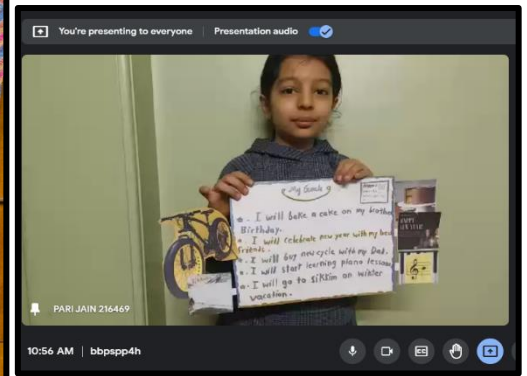 You're presenting to everyone | Presentation audio
My Goals
. I will bake a cake on my brother
Birthday.
. I will celebrate new year with my best
friends.
. I will buy new cycle with my Dad.
. I will start learning piano lessons
. I will go to Sikkim on winter
vacation.
HAPPY
PARI JAIN 216469
10:56 AM | bbpspp4h
CC